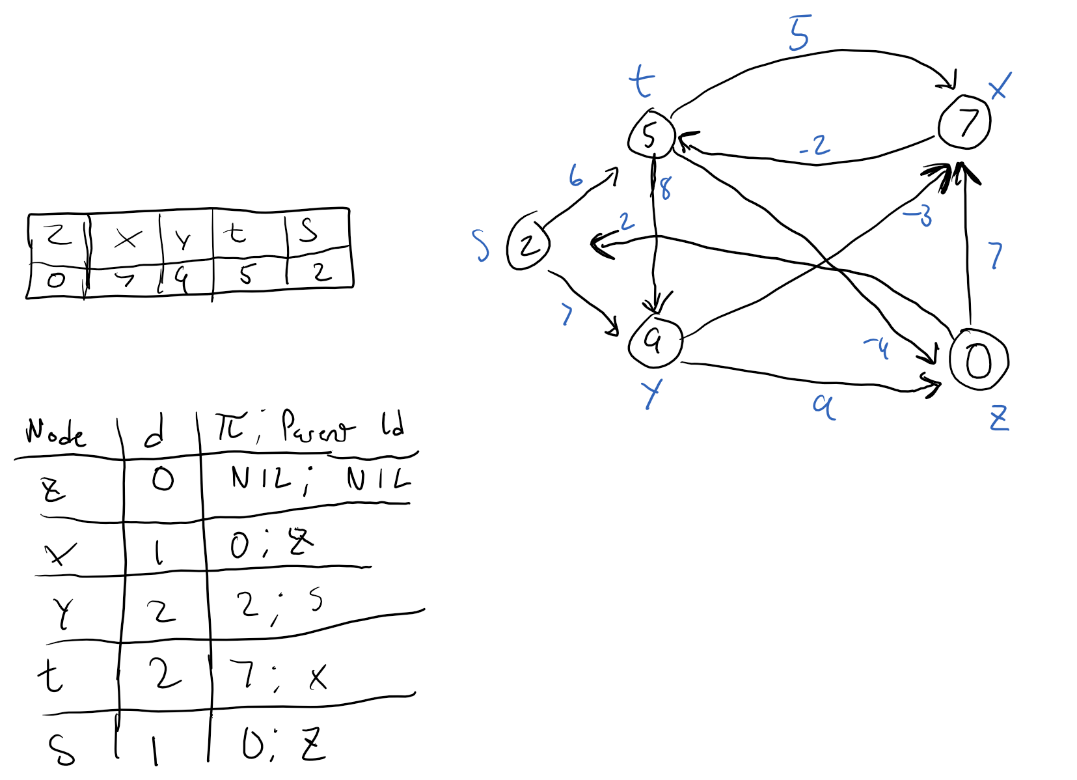 Z x y t S
0 7 9 5 2
Node d π; Parent Id
z 0 NIL; NIL
x 1 0; z
Y 2 2; s
t 2 7; x
S 1 0; Z
5
t x
5 7
-2
6 8
-3
S 2 2
7
7
9 -4 0
Y 9 z